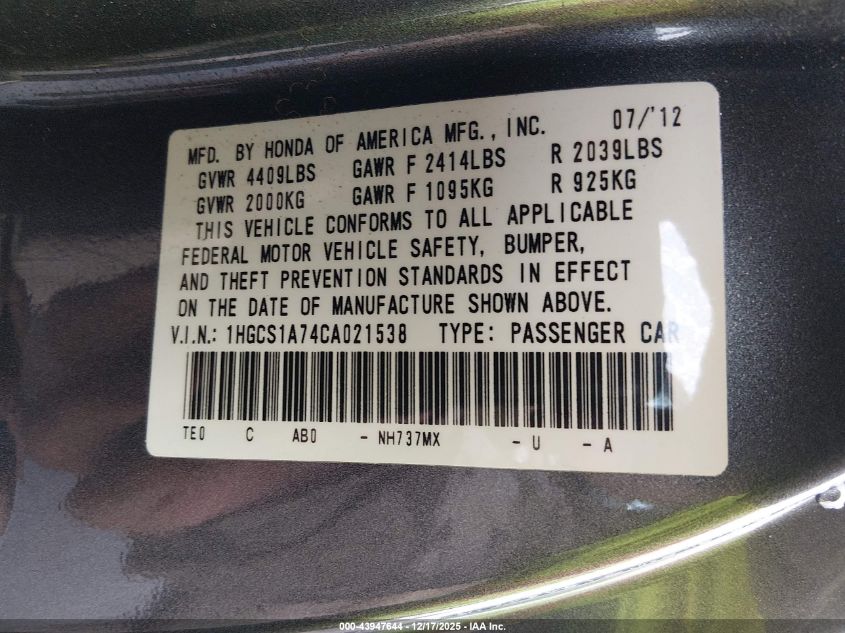 MFD. BY HONDA OF AMERICA MFG., INC. 07/'12
GVWR 4409LBS GAWR F 2414LBS R 2039LBS
GVWR 2000KG GAWR F 1095KG R 925KG
THIS VEHICLE CONFORMS TO ALL APPLICABLE
FEDERAL MOTOR VEHICLE SAFETY, BUMPER,
AND THEFT PREVENTION STANDARDS IN EFFECT
ON THE DATE OF MANUFACTURE SHOWN ABOVE.
V.I.N.: 1HGCS1A74CA021538 TYPE: PASSENGER CAR
TE0 C AB0 - NH737MX - U - A
000-43947644 - 12/17/2025 - IAA Inc.